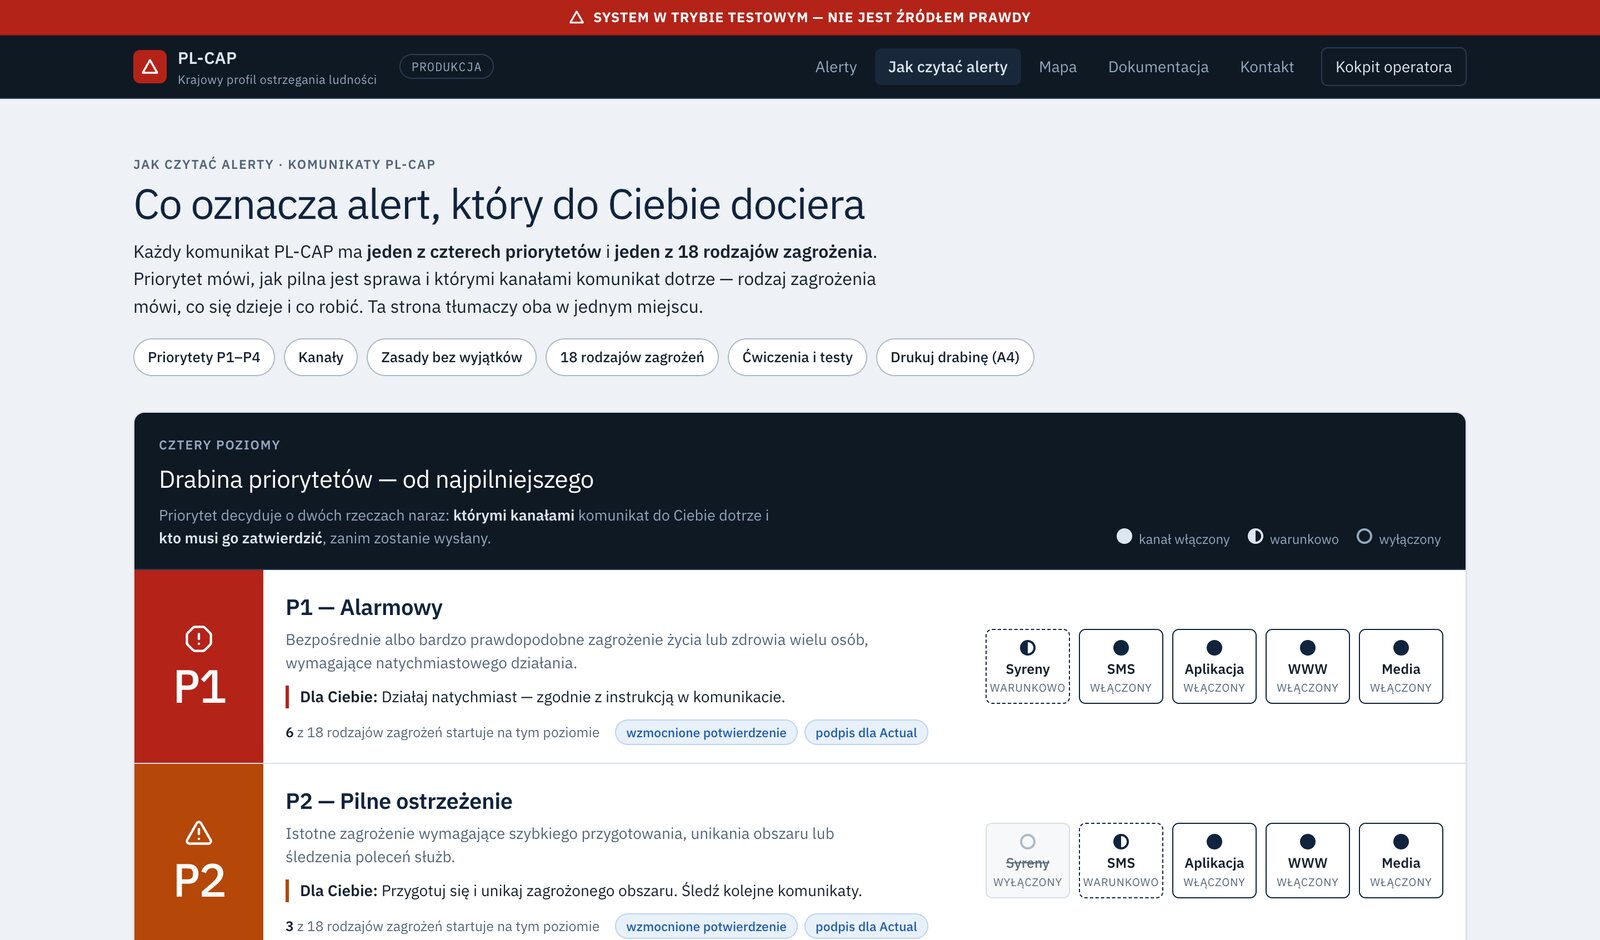 SYSTEM W TRYBIE TESTOWYM — NIE JEST ŹRÓDŁEM PRAWDY
PL-CAP
Krajowy profil ostrzegania ludności
PRODUKCJA
Alerty
Jak czytać alerty
Mapa
Dokumentacja
Kontakt
Kokpit operatora
JAK CZYTAĆ ALERTY · KOMUNIKATY PL-CAP
Co oznacza alert, który do Ciebie dociera
Każdy komunikat PL-CAP ma jeden z czterech priorytetów i jeden z 18 rodzajów zagrożenia.
Priorytet mówi, jak pilna jest sprawa i którymi kanałami komunikat dotrze — rodzaj zagrożenia
mówi, co się dzieje i co robić. Ta strona tłumaczy oba w jednym miejscu.
Priorytety P1–P4
Kanały
Zasady bez wyjątków
18 rodzajów zagrożeń
Ćwiczenia i testy
Drukuj drabinę (A4)
CZTERY POZIOMY
Drabina priorytetów — od najpilniejszego
Priorytet decyduje o dwóch rzeczach naraz: którymi kanałami komunikat do Ciebie dotrze i
kto musi go zatwierdzić, zanim zostanie wysłany.
kanał włączony
warunkowo
wyłączony
P1
P1 — Alarmowy
Bezpośrednie albo bardzo prawdopodobne zagrożenie życia lub zdrowia wielu osób,
wymagające natychmiastowego działania.
Dla Ciebie: Działaj natychmiast — zgodnie z instrukcją w komunikacie.
6 z 18 rodzajów zagrożeń startuje na tym poziomie
wzmocnione potwierdzenie
podpis dla Actual
Syreny
WARUNKOWO
SMS
WŁĄCZONY
Aplikacja
WŁĄCZONY
WWW
WŁĄCZONY
Media
WŁĄCZONY
P2
P2 — Pilne ostrzeżenie
Istotne zagrożenie wymagające szybkiego przygotowania, unikania obszaru lub
śledzenia poleceń służb.
Dla Ciebie: Przygotuj się i unikaj zagrożonego obszaru. Śledź kolejne komunikaty.
3 z 18 rodzajów zagrożeń startuje na tym poziomie
wzmocnione potwierdzenie
podpis dla Actual
Syreny
WYŁĄCZONY
SMS
WARUNKOWO
Aplikacja
WŁĄCZONY
WWW
WŁĄCZONY
Media
WŁĄCZONY